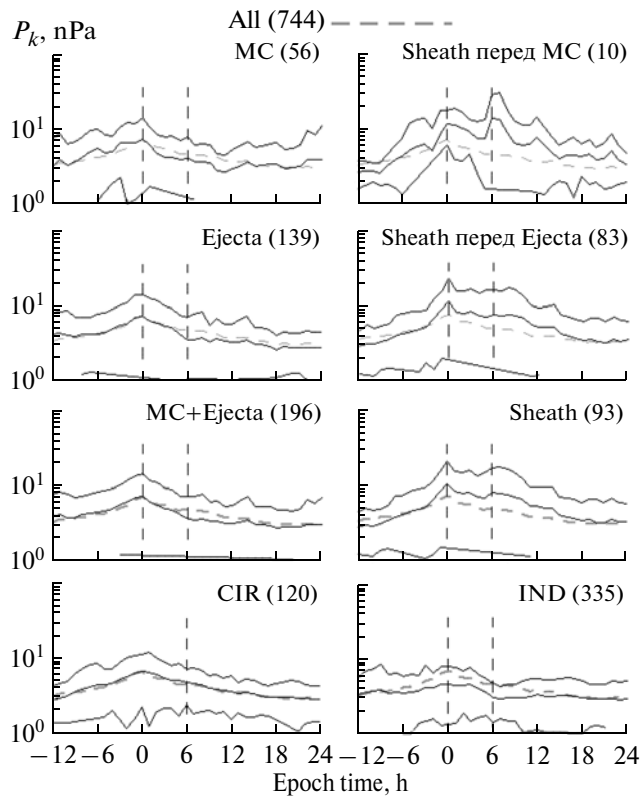 All (744)
P_k, nPa
MC (56)
Sheath перед MC (10)
10^1
10^0
Ejecta (139)
Sheath перед Ejecta (83)
10^1
10^0
MC+Ejecta (196)
Sheath (93)
10^1
10^0
CIR (120)
IND (335)
10^1
10^0
−12 −6 0 6 12 18 24 −12 −6 0 6 12 18 24
Epoch time, h